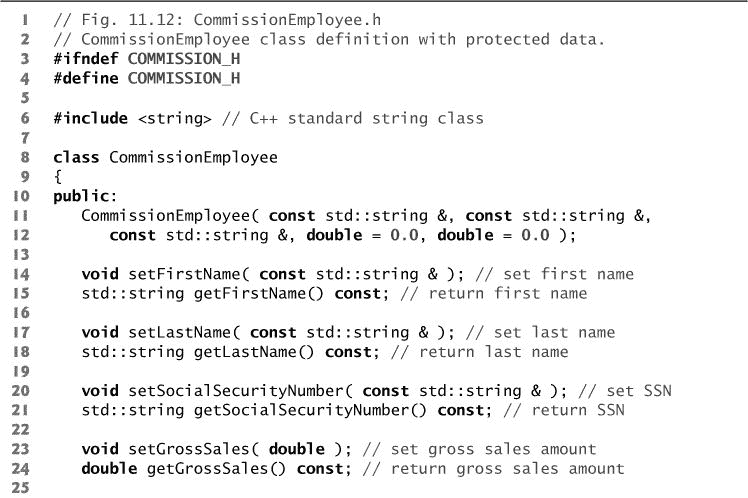 1 // Fig. 11.12: CommissionEmployee.h
2 // CommissionEmployee class definition with protected data.
3 #ifndef COMMISSION_H
4 #define COMMISSION_H
5
6 #include <string> // C++ standard string class
7
8 class CommissionEmployee
9 {
10 public:
11    CommissionEmployee( const std::string &, const std::string &,
12       const std::string &, double = 0.0, double = 0.0 );
13
14    void setFirstName( const std::string & ); // set first name
15    std::string getFirstName() const; // return first name
16
17    void setLastName( const std::string & ); // set last name
18    std::string getLastName() const; // return last name
19
20    void setSocialSecurityNumber( const std::string & ); // set SSN
21    std::string getSocialSecurityNumber() const; // return SSN
22
23    void setGrossSales( double ); // set gross sales amount
24    double getGrossSales() const; // return gross sales amount
25